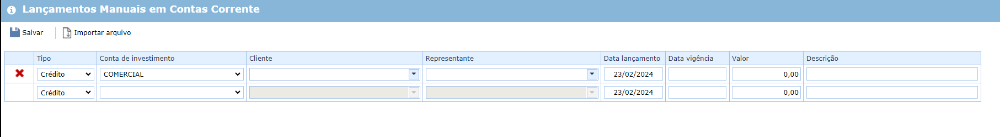 Lançamentos Manuais em Contas Corrente
Salvar Importar arquivo
Tipo Conta de investimento Cliente Representante Data lançamento Data vigência Valor Descrição
Crédito COMERCIAL 23/02/2024 0,00
Crédito 23/02/2024 0,00